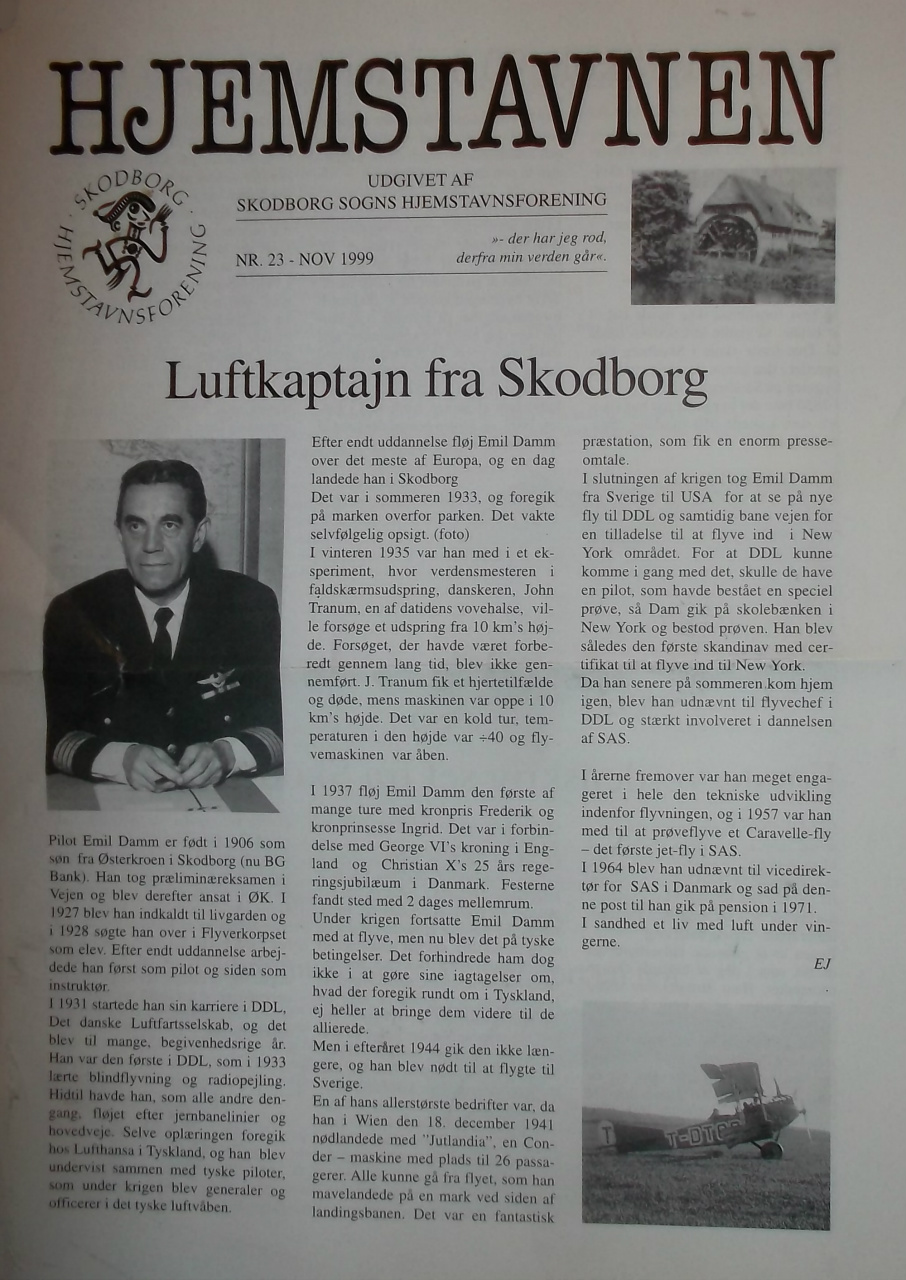 HJEMSTAVNEN
· SKODBORG ·
HJEMSTAVNSFORENING
UDGIVET AF
SKODBORG SOGNS HJEMSTAVNSFORENING
NR. 23 - NOV 1999
»- der har jeg rod,
derfra min verden går«.
Luftkaptajn fra Skodborg
Pilot Emil Damm er født i 1906 som
søn fra Østerkroen i Skodborg (nu BG
Bank). Han tog præliminæreksamen i
Vejen og blev derefter ansat i ØK. I
1927 blev han indkaldt til livgarden og
i 1928 søgte han over i Flyverkorpset
som elev. Efter endt uddannelse arbej-
dede han først som pilot og siden som
instruktør.
I 1931 startede han sin karriere i DDL,
Det danske Luftfartsselskab, og det
blev til mange, begivenhedsrige år.
Han var den første i DDL, som i 1933
lærte blindflyvning og radiopejling.
Hidtil havde han, som alle andre den-
gang, fløjet efter jernbanelinier og
hovedveje. Selve oplæringen foregik
hos Lufthansa i Tyskland, og han blev
undervist sammen med tyske piloter,
som under krigen blev generaler og
officerer i det tyske luftvåben.
Efter endt uddannelse fløj Emil Damm
over det meste af Europa, og en dag
landede han i Skodborg
Det var i sommeren 1933, og foregik
på marken overfor parken. Det vakte
selvfølgelig opsigt. (foto)
I vinteren 1935 var han med i et ek-
speriment, hvor verdensmesteren i
faldskærmsudspring, danskeren, John
Tranum, en af datidens vovehalse, vil-
le forsøge et udspring fra 10 km's høj-
de. Forsøget, der havde været forbe-
redt gennem lang tid, blev ikke gen-
nemført. J. Tranum fik et hjertetilfælde
og døde, mens maskinen var oppe i 10
km's højde. Det var en kold tur, tem-
peraturen i den højde var ÷40 og fly-
vemaskinen var åben.
I 1937 fløj Emil Damm den første af
mange ture med kronpris Frederik og
kronprinsesse Ingrid. Det var i forbin-
delse med George VI's kroning i Eng-
land og Christian X's 25 års rege-
ringsjubilæum i Danmark. Festerne
fandt sted med 2 dages mellemrum.
Under krigen fortsatte Emil Damm
med at flyve, men nu blev det på tyske
betingelser. Det forhindrede ham dog
ikke i at gøre sine iagtagelser om,
hvad der foregik rundt om i Tyskland,
ej heller at bringe dem videre til de
allierede.
Men i efteråret 1944 gik den ikke læn-
gere, og han blev nødt til at flygte til
Sverige.
En af hans allerstørste bedrifter var, da
han i Wien den 18. december 1941
nødlandede med "Jutlandia", en Con-
der – maskine med plads til 26 passa-
gerer. Alle kunne gå fra flyet, som han
mavelandede på en mark ved siden af
landingsbanen. Det var en fantastisk
præstation, som fik en enorm presse-
omtale.
I slutningen af krigen tog Emil Damm
fra Sverige til USA for at se på nye
fly til DDL og samtidig bane vejen for
en tilladelse til at flyve ind i New
York området. For at DDL kunne
komme i gang med det, skulle de have
en pilot, som havde bestået en speciel
prøve, så Dam gik på skolebænken i
New York og bestod prøven. Han blev
således den første skandinav med cer-
tifikat til at flyve ind til New York.
Da han senere på sommeren kom hjem
igen, blev han udnævnt til flyvechef i
DDL og stærkt involveret i dannelsen
af SAS.
I årerne fremover var han meget enga-
geret i hele den tekniske udvikling
indenfor flyvningen, og i 1957 var han
med til at prøveflyve et Caravelle-fly
– det første jet-fly i SAS.
I 1964 blev han udnævnt til vicedirek-
tør for SAS i Danmark og sad på den-
ne post til han gik på pension i 1971.
I sandhed et liv med luft under vin-
gerne.
EJ